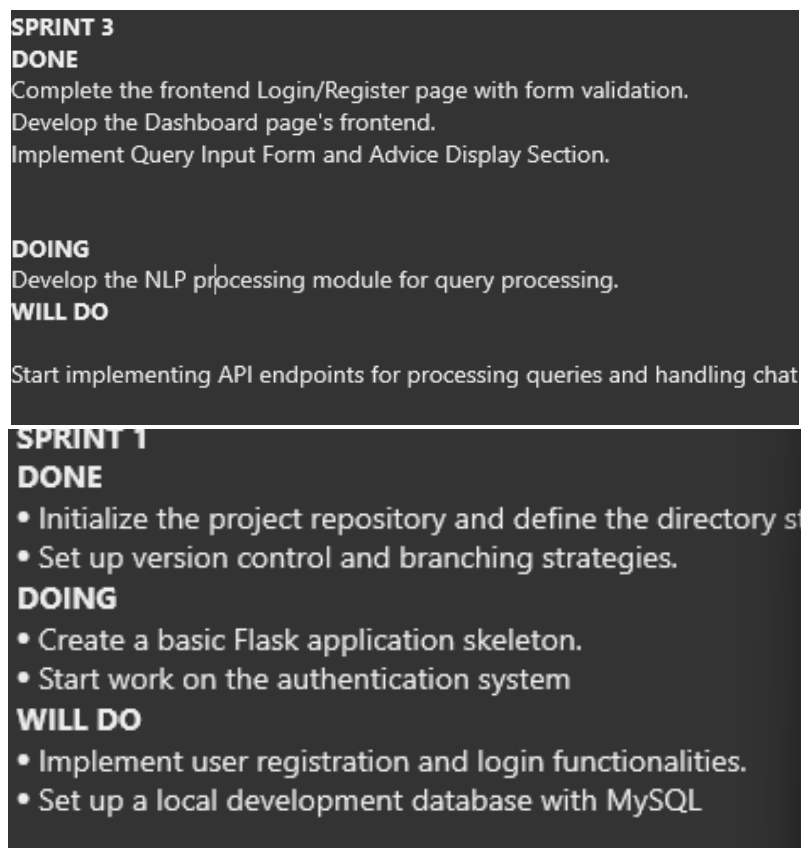 SPRINT 3
DONE
Complete the frontend Login/Register page with form validation.
Develop the Dashboard page's frontend.
Implement Query Input Form and Advice Display Section.
DOING
Develop the NLP processing module for query processing.
WILL DO
Start implementing API endpoints for processing queries and handling chat
SPRINT 1
DONE
• Initialize the project repository and define the directory
• Set up version control and branching strategies.
DOING
• Create a basic Flask application skeleton.
• Start work on the authentication system
WILL DO
• Implement user registration and login functionalities.
• Set up a local development database with MySQL